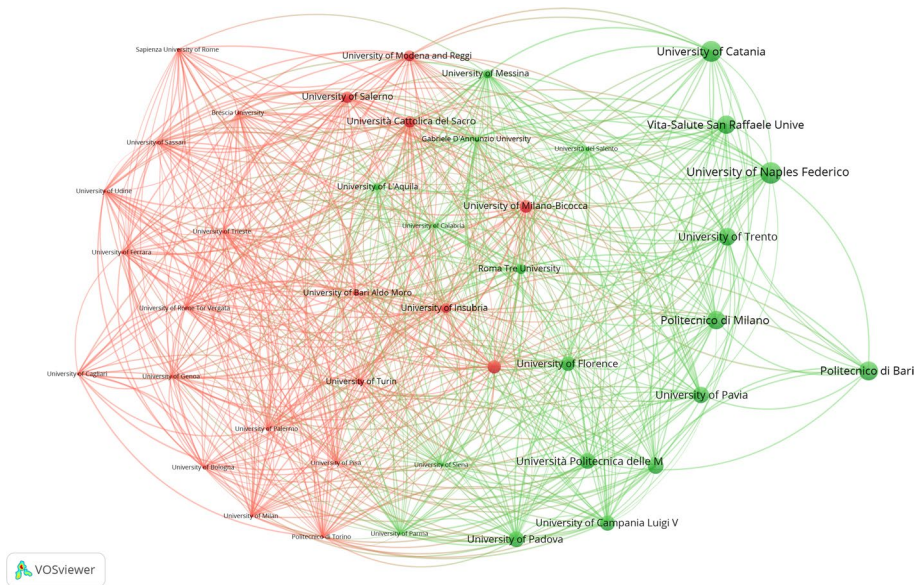 Sapienza University of Rome
University of Modena and Reggi
University of Catania
University of Messina
University of Salerno
Brescia University
Università Cattolica del Sacro
Vita-Salute San Raffaele Unive
Gabriele D'Annunzio University
University of Sassari
Università del Salento
University of Naples Federico
University of L'Aquila
University of Udine
University of Milano-Bicocca
University of Calabria
University of Trieste
University of Trento
University of Ferrara
Roma Tre University
University of Bari Aldo Moro
University of Rome Tor Vergata
University of Insubria
Politecnico di Milano
University of Florence
Politecnico di Bari
University of Cagliari
University of Genoa
University of Turin
University of Pavia
University of Palermo
University of Bologna
University of Pisa
University of Siena
Università Politecnica delle M
University of Milan
University of Campania Luigi V
Politecnico di Torino
University of Parma
University of Padova
VOSviewer